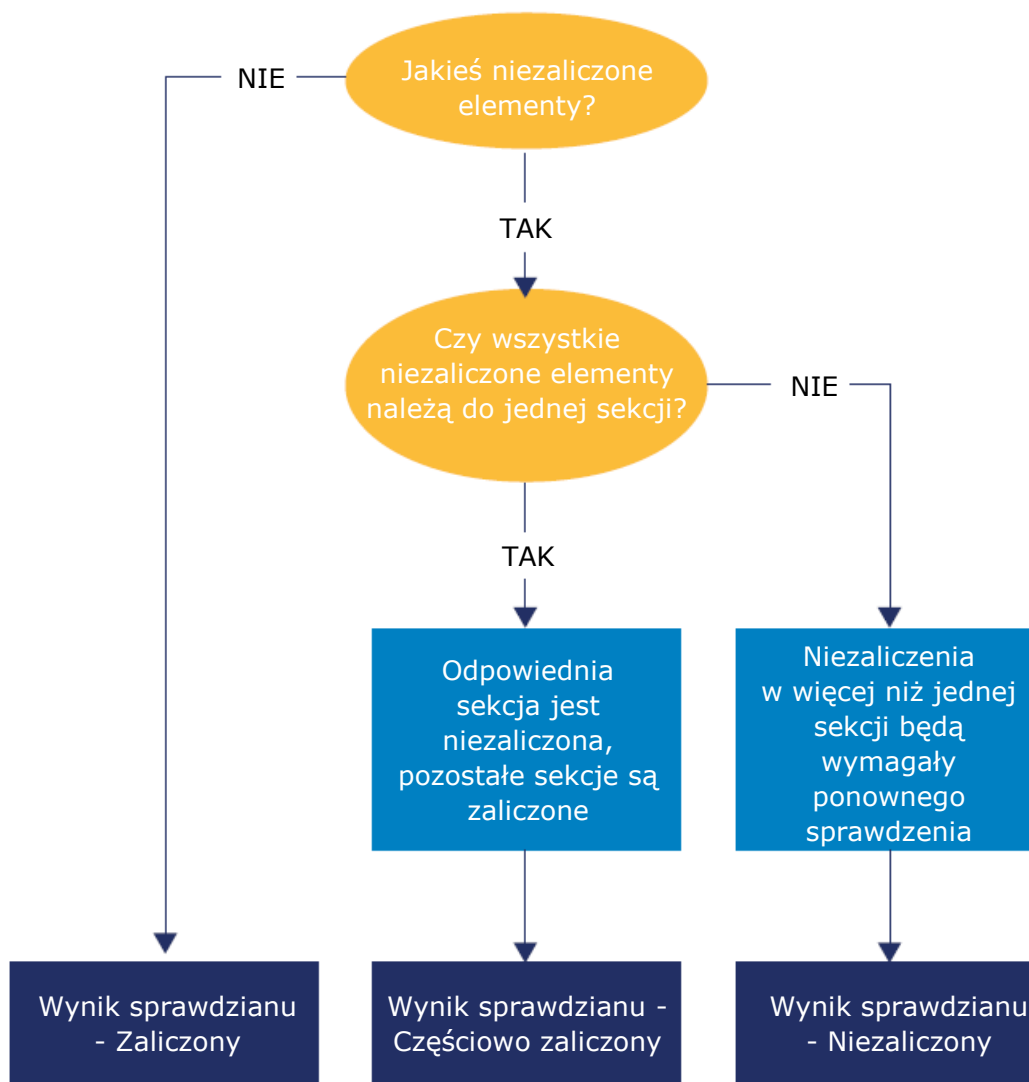 NIE
Jakieś niezaliczone
elementy?
TAK
Czy wszystkie
niezaliczone elementy
należą do jednej sekcji?
NIE
TAK
Odpowiednia
sekcja jest
niezaliczona,
pozostałe sekcje są
zaliczone
Niezaliczenia
w więcej niż jednej
sekcji będą
wymagały
ponownego
sprawdzenia
Wynik sprawdzianu
- Zaliczony
Wynik sprawdzianu -
Częściowo zaliczony
Wynik sprawdzianu
- Niezaliczony